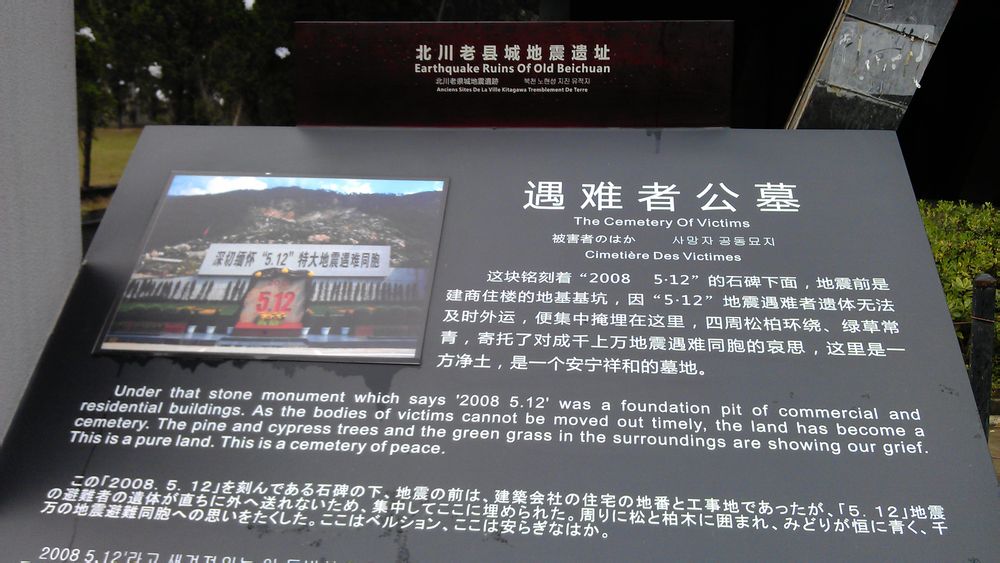 北川老县城地震遗址
Earthquake Ruins Of Old Beichuan
北川老県城地震遺跡 북천 노현성 지진 유적지
Anciens Sites De La Ville Kitagawa Tremblement De Terre
遇难者公墓
The Cemetery Of Victims
被害者のはか 사망자 공동묘지
Cimetière Des Victimes
深切缅怀“5.12”特大地震遇难同胞
5.12
这块铭刻着“2008 5·12”的石碑下面，地震前是
建商住楼的地基基坑，因“5·12”地震遇难者遗体无法
及时外运，便集中掩埋在这里，四周松柏环绕、绿草常
青，寄托了对成千上万地震遇难同胞的哀思，这里是一
方净土，是一个安宁祥和的墓地。
Under that stone monument which says '2008 5.12' was a foundation pit of commercial and
residential buildings. As the bodies of victims cannot be moved out timely, the land has become a
cemetery. The pine and cypress trees and the green grass in the surroundings are showing our grief.
This is a pure land. This is a cemetery of peace.
この「2008. 5. 12」を刻んである石碑の下、地震の前は、建築会社の住宅の地番と工事地であったが、「5. 12」地震
の避難者の遺体が直ちに外へ送れないため、集中してここに埋められた。周りに松と柏木に囲まれ、みどりが恒に青く、千
万の地震避難同胞への思いをたくした。ここはベルション、ここは安らぎなはか。
2008 5.12'라고